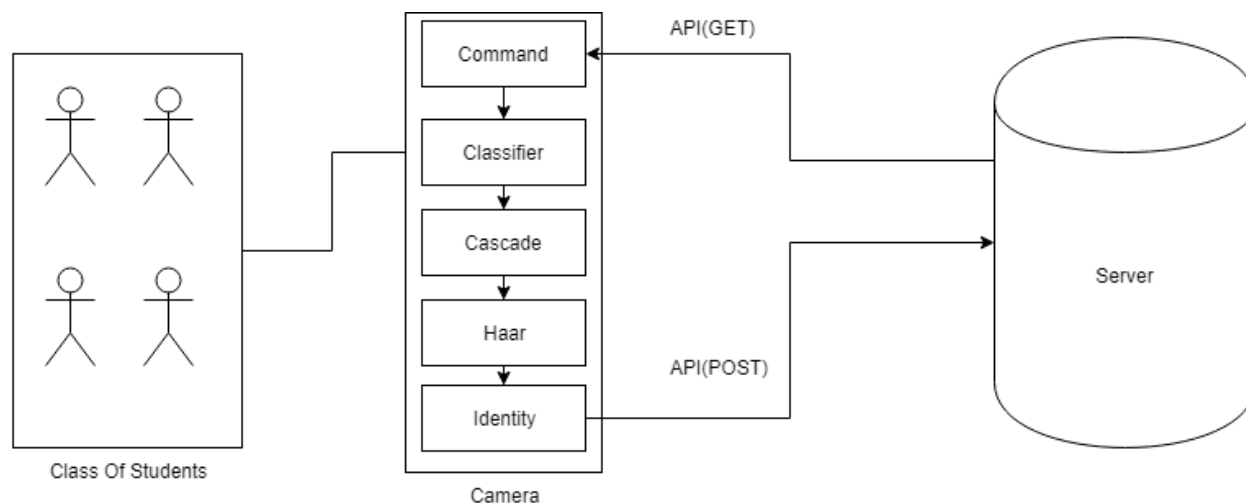 API(GET)
Command
Classifier
Cascade
Server
Haar
API(POST)
Identity
Class Of Students
Camera